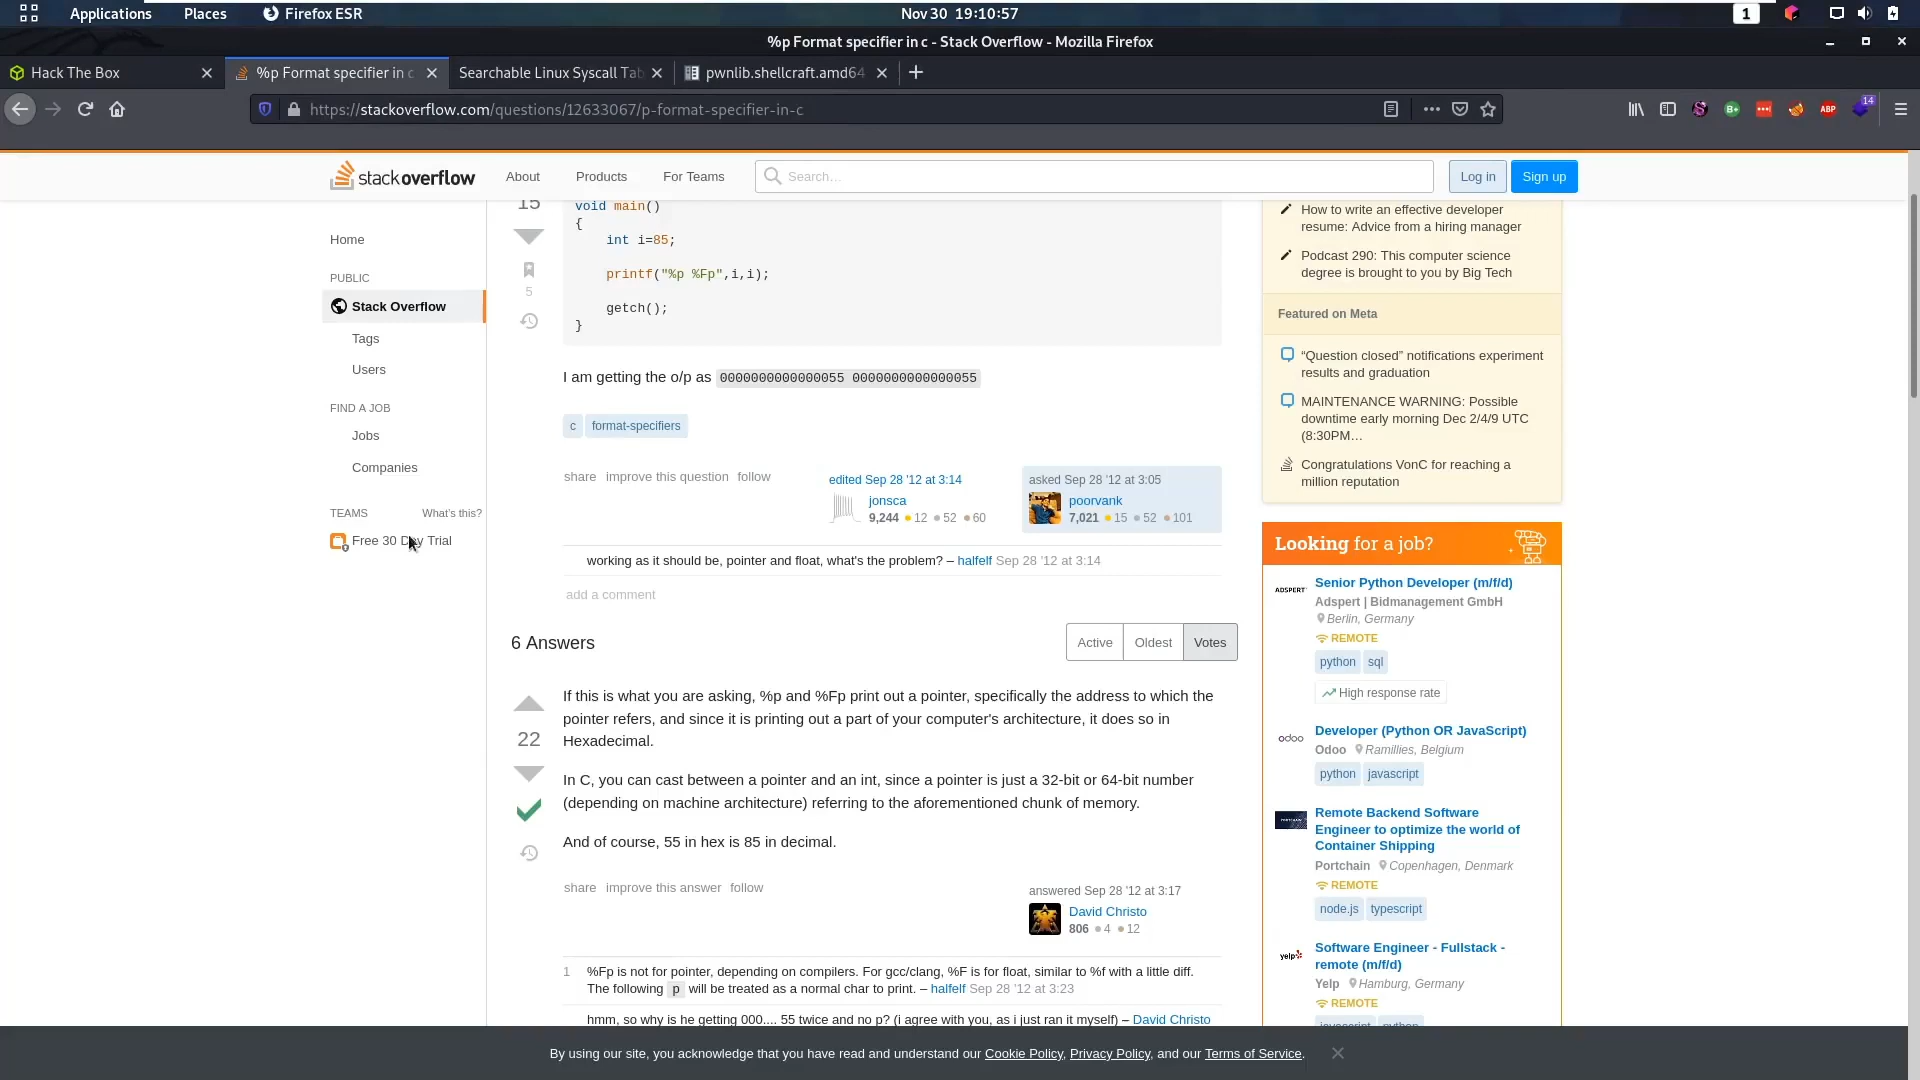 Applications
Places
Firefox ESR
Nov 30 19:10:57
1
%p Format specifier in c - Stack Overflow - Mozilla Firefox
Hack The Box
%p Format specifier in c
Searchable Linux Syscall Tab
pwnlib.shellcraft.amd64
https://stackoverflow.com/questions/12633067/p-format-specifier-in-c
B+
ABP
14
stackoverflow
About
Products
For Teams
Search…
Log in
Sign up
Home
PUBLIC
Stack Overflow
Tags
Users
FIND A JOB
Jobs
Companies
TEAMS
What's this?
Free 30 Day Trial
15
5
void main()
{
int i=85;
printf("%p %Fp",i,i);
getch();
}
I am getting the o/p as 0000000000000055 0000000000000055
c
format-specifiers
share improve this question follow
edited Sep 28 '12 at 3:14
jonsca
9,244 12 52 60
asked Sep 28 '12 at 3:05
poorvank
7,021 15 52 101
working as it should be, pointer and float, what's the problem? – halfelf Sep 28 '12 at 3:14
add a comment
6 Answers
Active
Oldest
Votes
22
If this is what you are asking, %p and %Fp print out a pointer, specifically the address to which the
pointer refers, and since it is printing out a part of your computer's architecture, it does so in
Hexadecimal.
In C, you can cast between a pointer and an int, since a pointer is just a 32-bit or 64-bit number
(depending on machine architecture) referring to the aforementioned chunk of memory.
And of course, 55 in hex is 85 in decimal.
share improve this answer follow
answered Sep 28 '12 at 3:17
David Christo
806 4 12
1
%Fp is not for pointer, depending on compilers. For gcc/clang, %F is for float, similar to %f with a little diff.
The following p will be treated as a normal char to print. – halfelf Sep 28 '12 at 3:23
hmm, so why is he getting 000.... 55 twice and no p? (i agree with you, as i just ran it myself) – David Christo
How to write an effective developer
resume: Advice from a hiring manager
Podcast 290: This computer science
degree is brought to you by Big Tech
Featured on Meta
“Question closed” notifications experiment
results and graduation
MAINTENANCE WARNING: Possible
downtime early morning Dec 2/4/9 UTC
(8:30PM…
Congratulations VonC for reaching a
million reputation
Looking for a job?
ADSPERT
Senior Python Developer (m/f/d)
Adspert | Bidmanagement GmbH
Berlin, Germany
REMOTE
python sql
High response rate
odoo
Developer (Python OR JavaScript)
Odoo Ramillies, Belgium
python javascript
Remote Backend Software
Engineer to optimize the world of
Container Shipping
Portchain Copenhagen, Denmark
REMOTE
node.js typescript
yelp
Software Engineer - Fullstack -
remote (m/f/d)
Yelp Hamburg, Germany
REMOTE
javascript python
By using our site, you acknowledge that you have read and understand our Cookie Policy, Privacy Policy, and our Terms of Service.